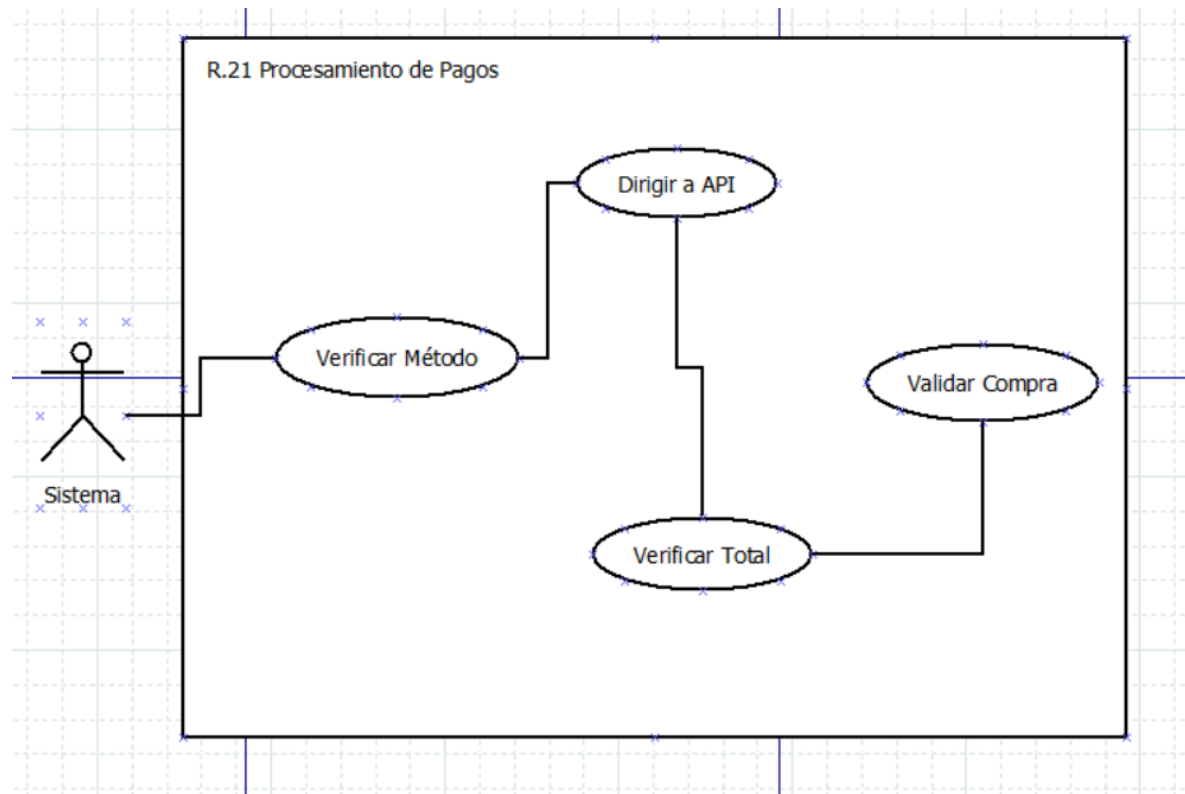 R.21 Procesamiento de Pagos
Dirigir a API
Verificar Método
Validar Compra
Sistema
Verificar Total